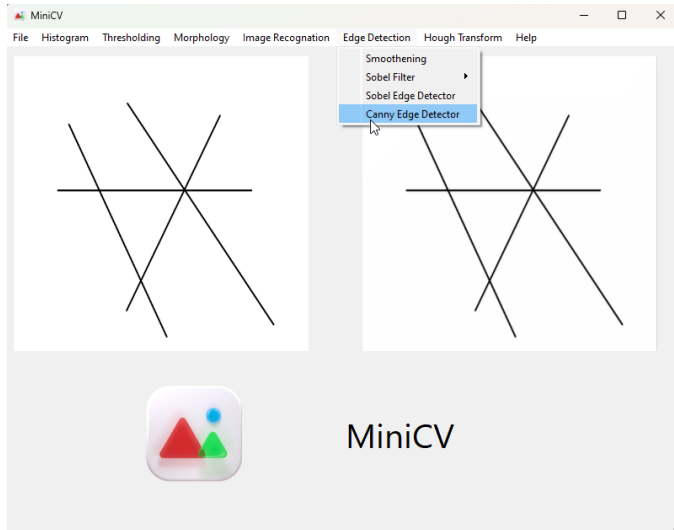 MiniCV
File Histogram Thresholding Morphology Image Recognation Edge Detection Hough Transform Help
Smoothening
Sobel Filter
Sobel Edge Detector
Canny Edge Detector
MiniCV